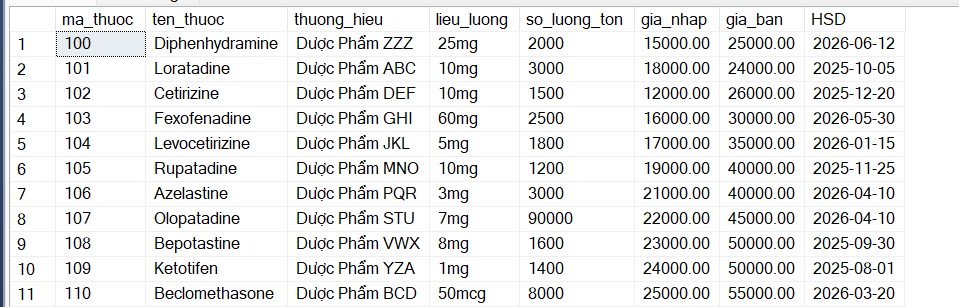 ma_thuoc ten_thuoc thuong_hieu lieu_luong so_luong_ton gia_nhap gia_ban HSD
1 100 Diphenhydramine Dược Phẩm ZZZ 25mg 2000 15000.00 25000.00 2026-06-12
2 101 Loratadine Dược Phẩm ABC 10mg 3000 18000.00 24000.00 2025-10-05
3 102 Cetirizine Dược Phẩm DEF 10mg 1500 12000.00 26000.00 2025-12-20
4 103 Fexofenadine Dược Phẩm GHI 60mg 2500 16000.00 30000.00 2026-05-30
5 104 Levocetirizine Dược Phẩm JKL 5mg 1800 17000.00 35000.00 2026-01-15
6 105 Rupatadine Dược Phẩm MNO 10mg 1200 19000.00 40000.00 2025-11-25
7 106 Azelastine Dược Phẩm PQR 3mg 3000 21000.00 40000.00 2026-04-10
8 107 Olopatadine Dược Phẩm STU 7mg 90000 22000.00 45000.00 2026-04-10
9 108 Bepotastine Dược Phẩm VWX 8mg 1600 23000.00 50000.00 2025-09-30
10 109 Ketotifen Dược Phẩm YZA 1mg 1400 24000.00 50000.00 2025-08-01
11 110 Beclomethasone Dược Phẩm BCD 50mcg 8000 25000.00 55000.00 2026-03-20